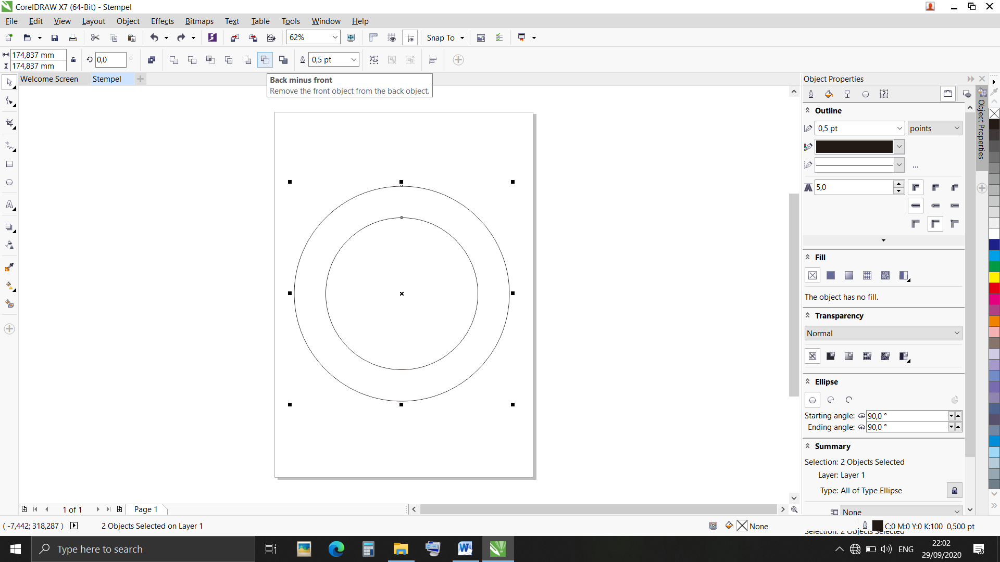 CorelDRAW X7 (64-Bit) - Stempel
File Edit View Layout Object Effects Bitmaps Text Table Tools Window Help
62% Snap To
174,837 mm
174,837 mm
0,0 °
0,5 pt
Welcome Screen Stempel
Back minus front
Remove the front object from the back object.
Object Properties
Object Properties
Outline
0,5 pt points
5,0
Fill
The object has no fill.
Transparency
Normal
Ellipse
Starting angle: 90,0 °
Ending angle: 90,0 °
Summary
Selection: 2 Objects Selected
Layer: Layer 1
Type: All of Type Ellipse
None
1 of 1 Page 1
( -7,442; 318,287 ) 2 Objects Selected on Layer 1 None C:0 M:0 Y:0 K:100 0,500 pt
Selection: 2 Objects Selected
Type here to search
ENG
22:02
29/09/2020